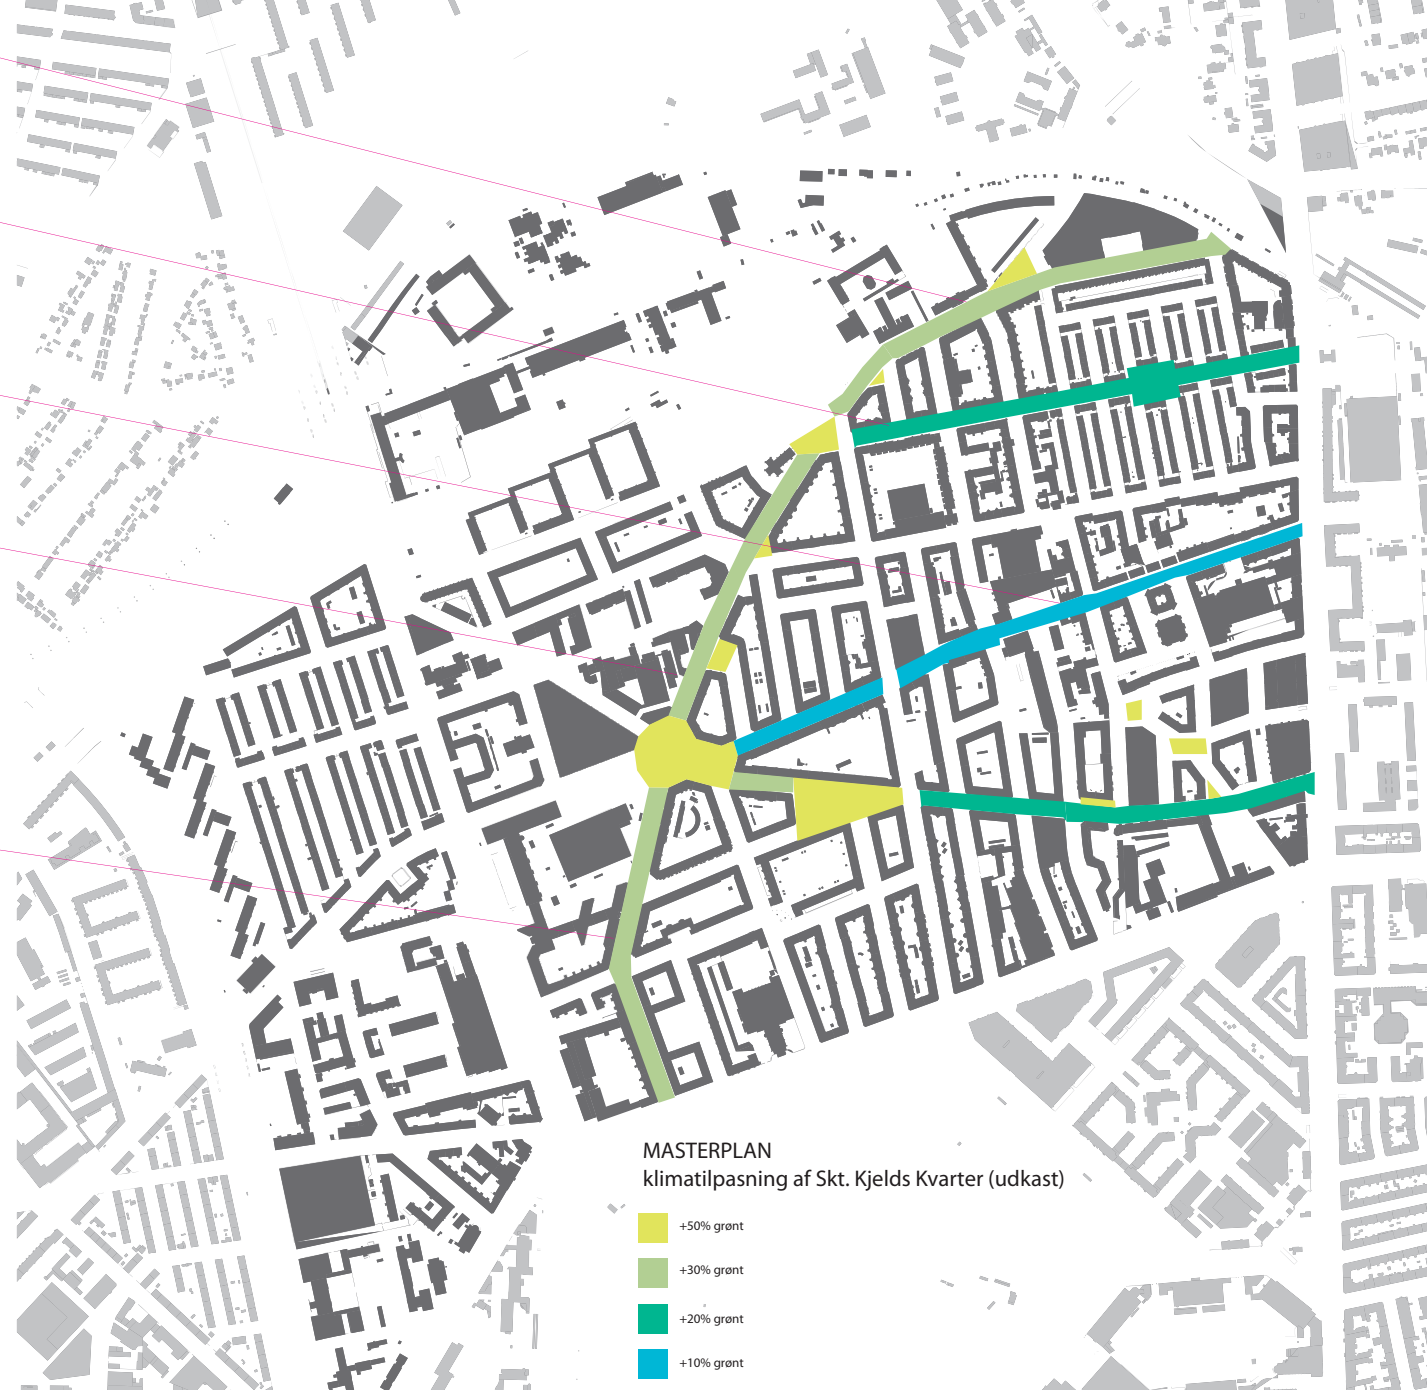 MASTERPLAN
klimatilpasning af Skt. Kjelds Kvarter (udkast)
+50% grønt
+30% grønt
+20% grønt
+10% grønt